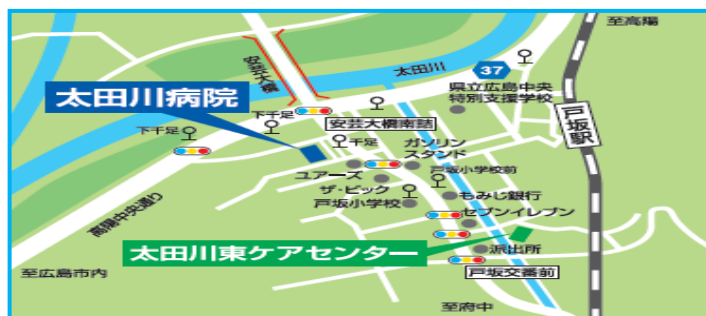 至高陽
安芸大橋
太田川
37
県立広島中央
特別支援学校
太田川病院
下千足
下千足
安芸大橋南詰
戸坂駅
千足
ガソリン
スタンド
ユアーズ
戸坂小学校前
ザ・ビック
もみじ銀行
戸坂小学校
セブンイレブン
高陽中央通り
太田川東ケアセンター
派出所
至広島市内
戸坂交番前
至府中